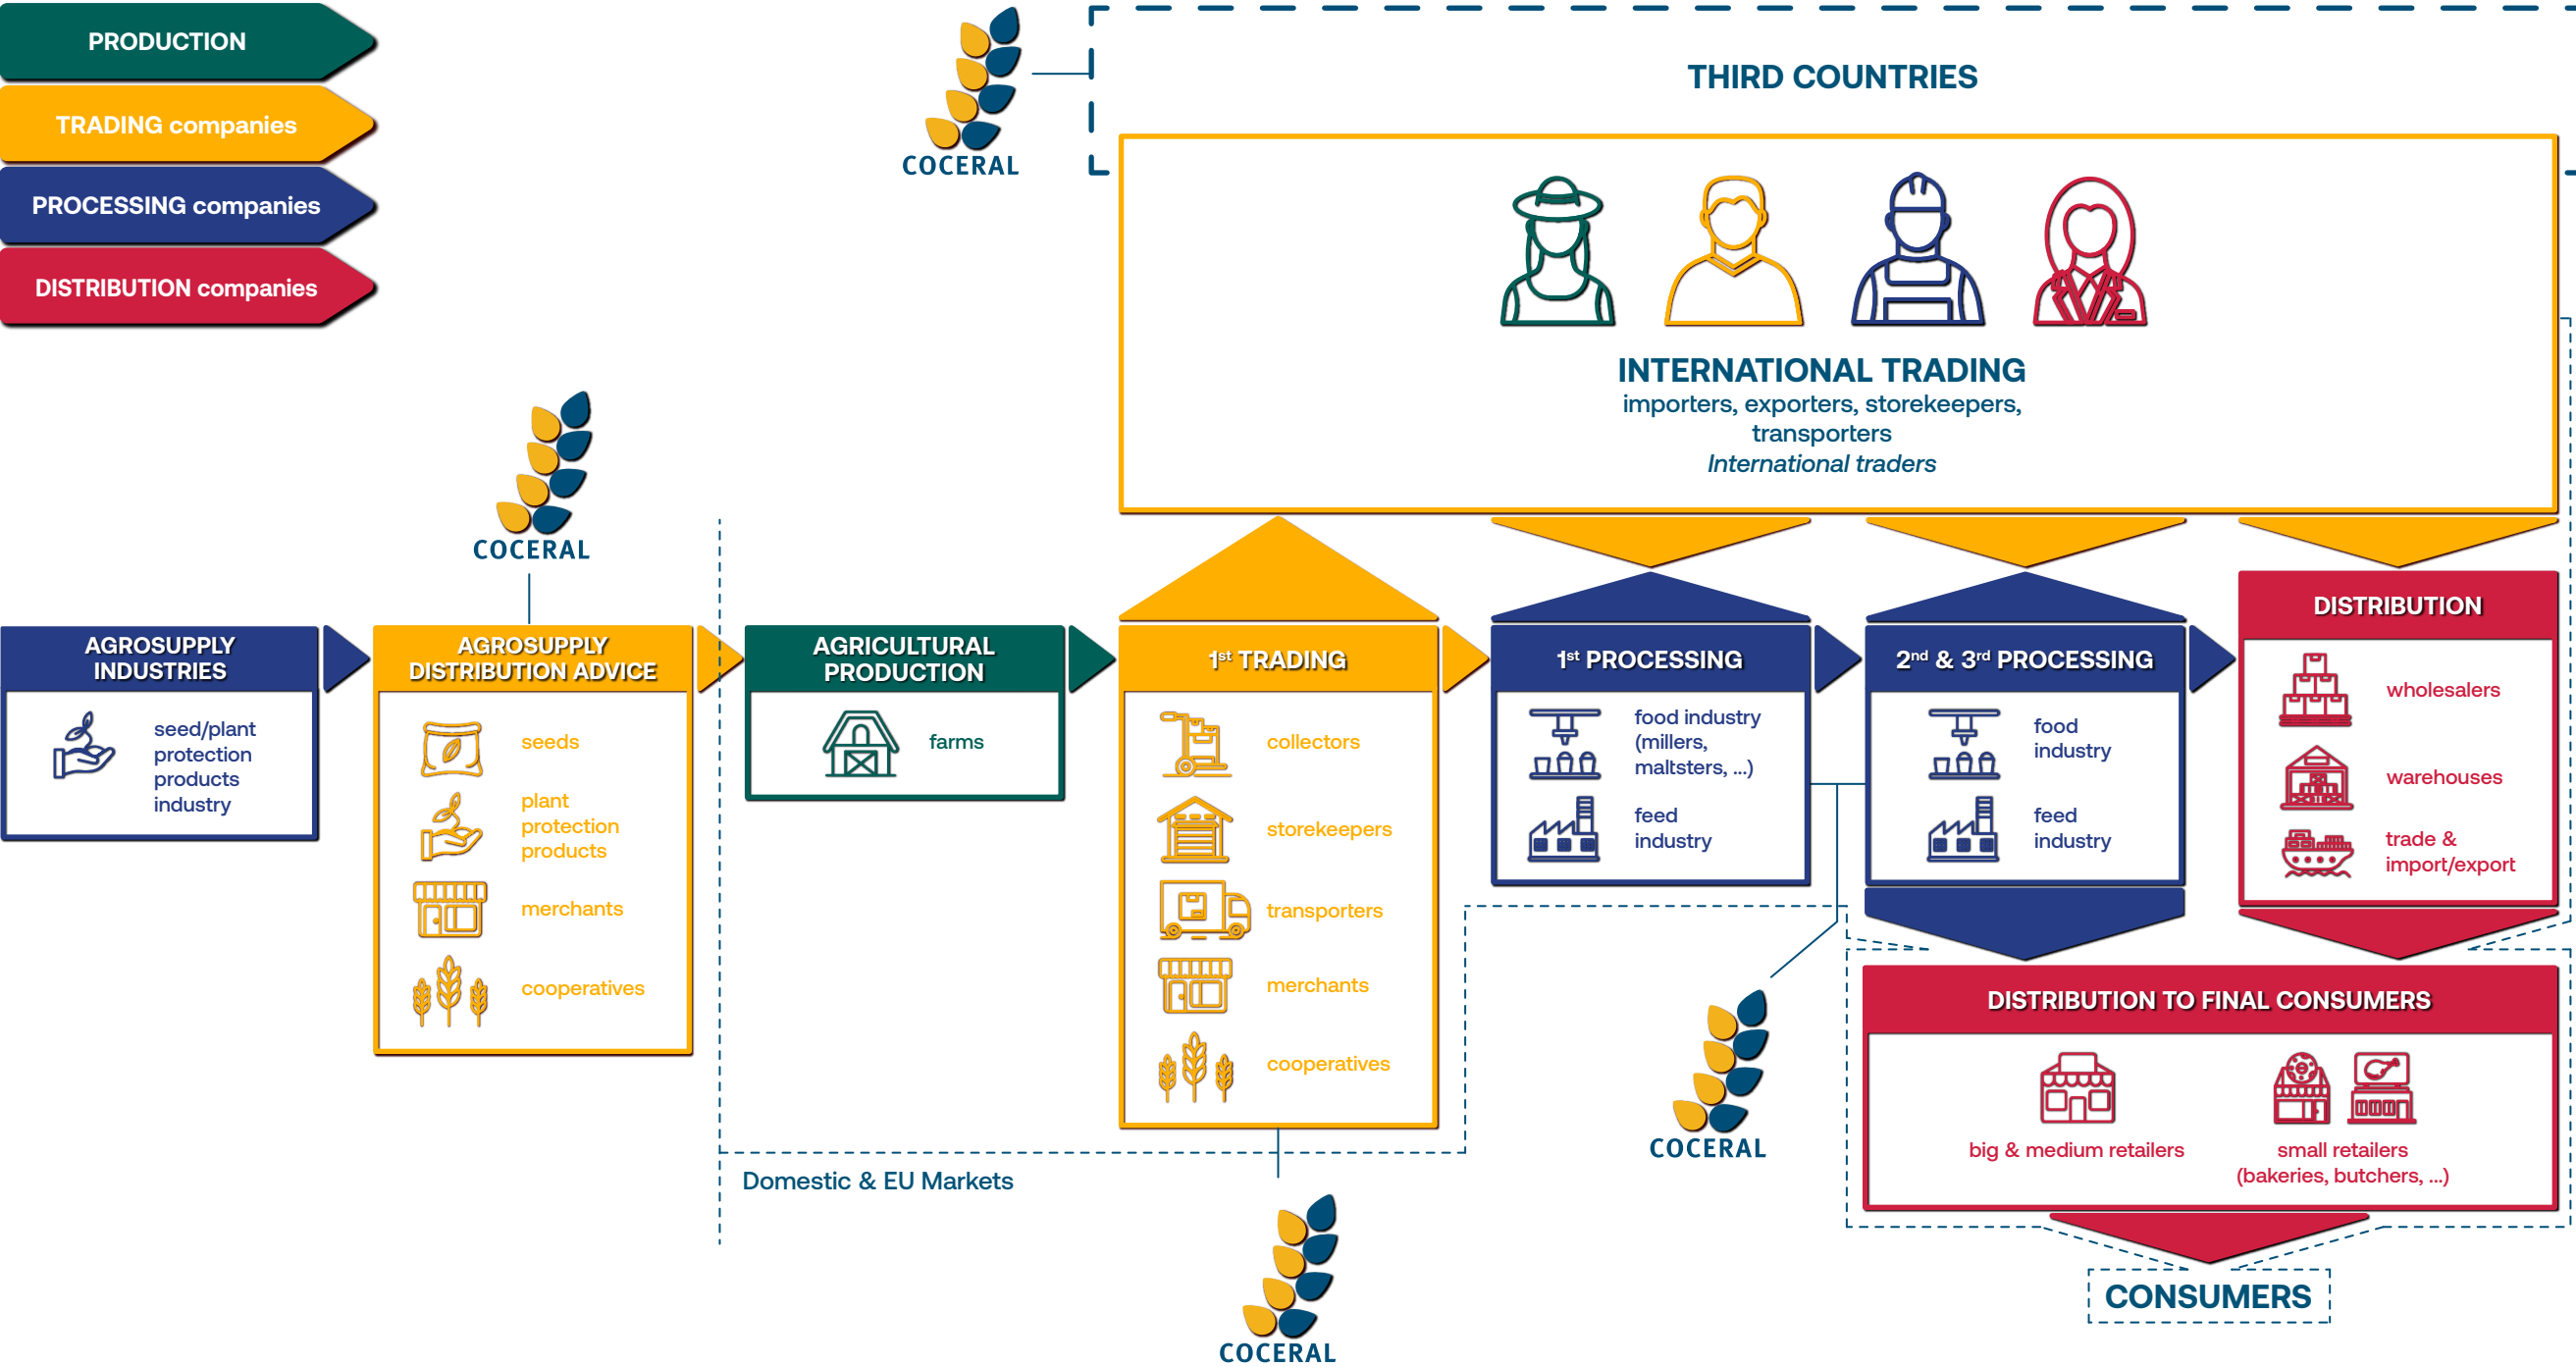 PRODUCTION
TRADING companies
PROCESSING companies
DISTRIBUTION companies
COCERAL
THIRD COUNTRIES
INTERNATIONAL TRADING
importers, exporters, storekeepers,
transporters
International traders
COCERAL
AGROSUPPLY
INDUSTRIES
seed/plant
protection
products
industry
AGROSUPPLY
DISTRIBUTION ADVICE
seeds
plant
protection
products
merchants
cooperatives
AGRICULTURAL
PRODUCTION
farms
1st TRADING
collectors
storekeepers
transporters
merchants
cooperatives
1st PROCESSING
food industry
(millers,
maltsters, ...)
feed
industry
2nd & 3rd PROCESSING
food
industry
feed
industry
DISTRIBUTION
wholesalers
warehouses
trade &
import/export
DISTRIBUTION TO FINAL CONSUMERS
big & medium retailers
small retailers
(bakeries, butchers, ...)
COCERAL
Domestic & EU Markets
COCERAL
CONSUMERS